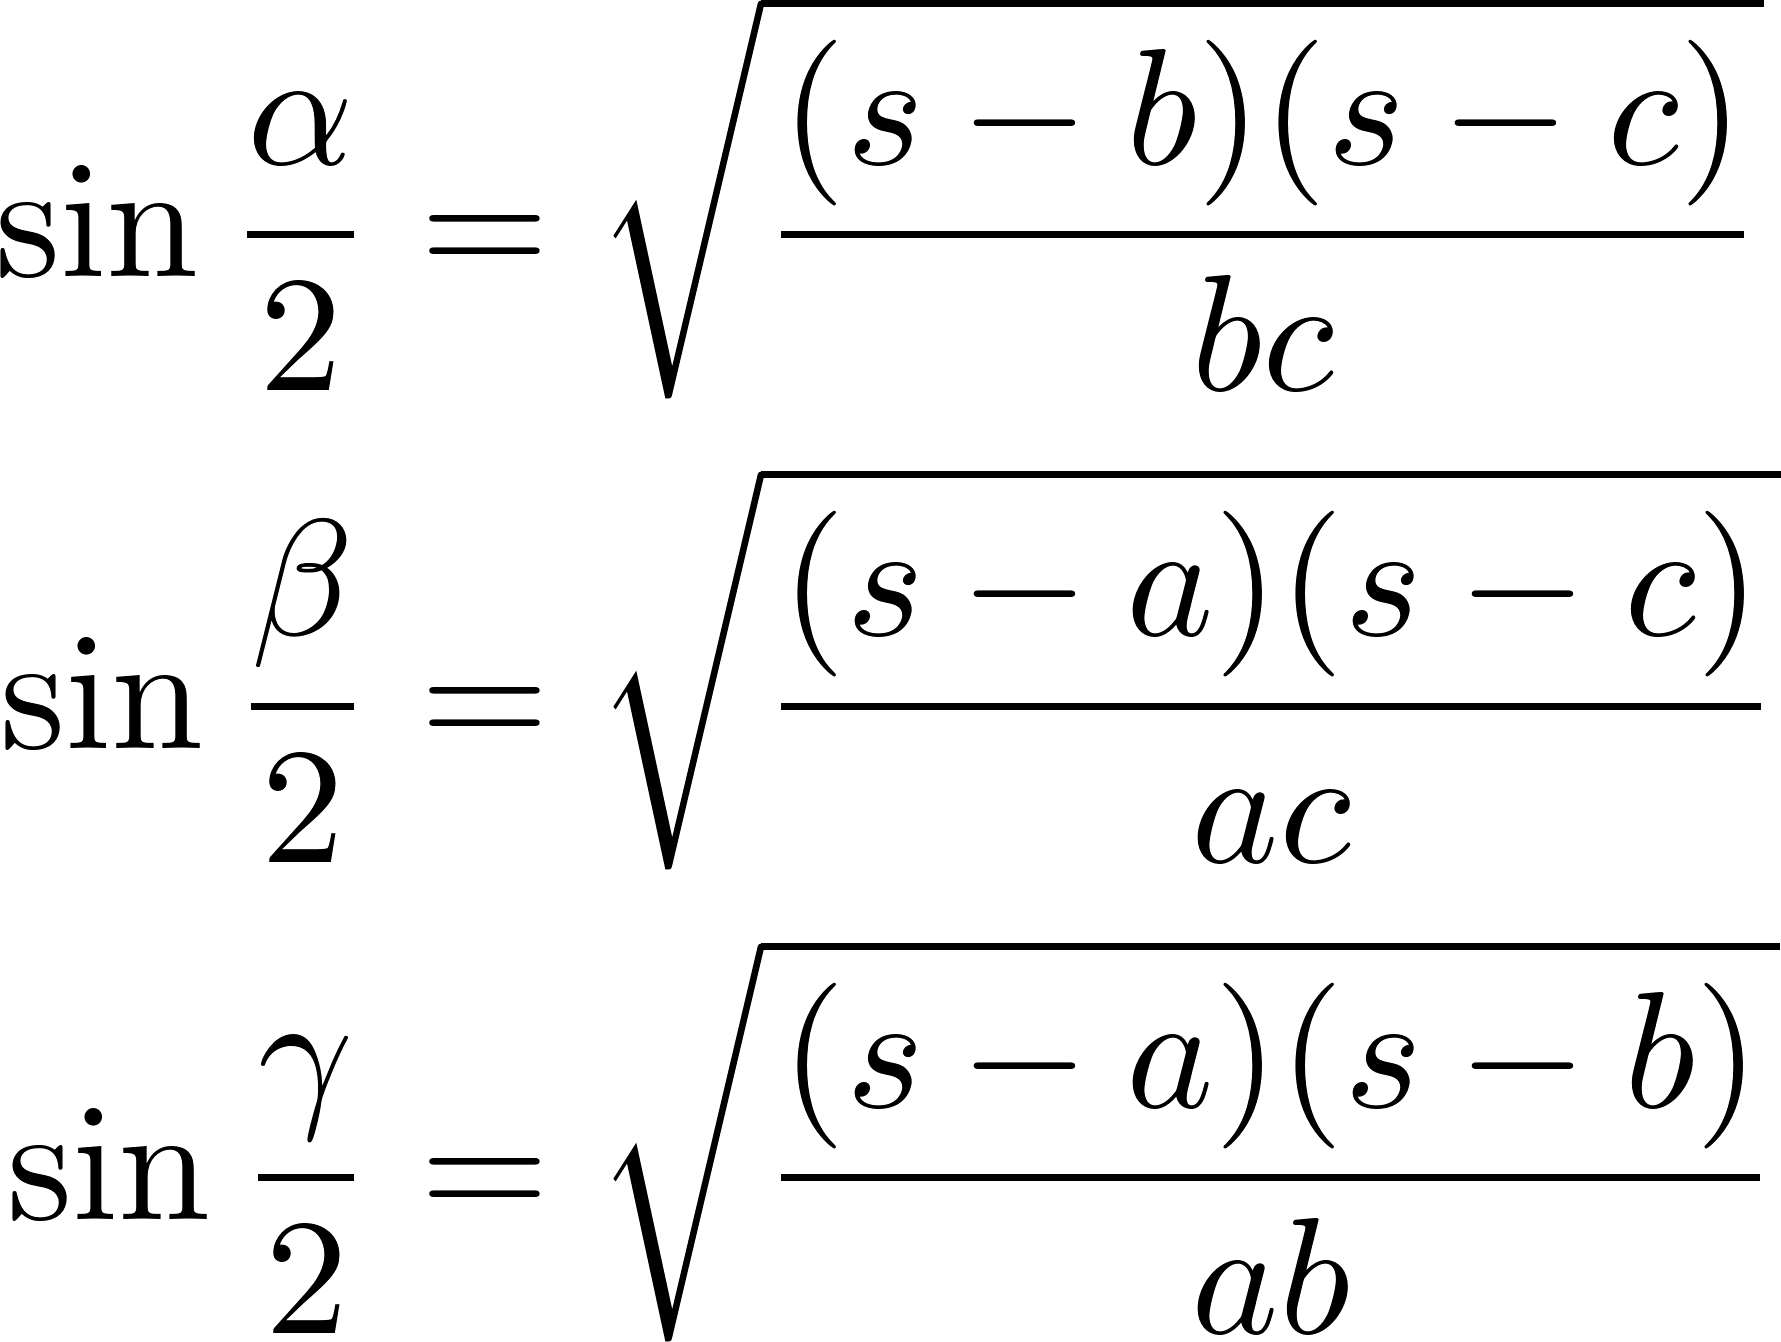 sin α/2 = √((s − b)(s − c)/bc)
sin β/2 = √((s − a)(s − c)/ac)
sin γ/2 = √((s − a)(s − b)/ab)